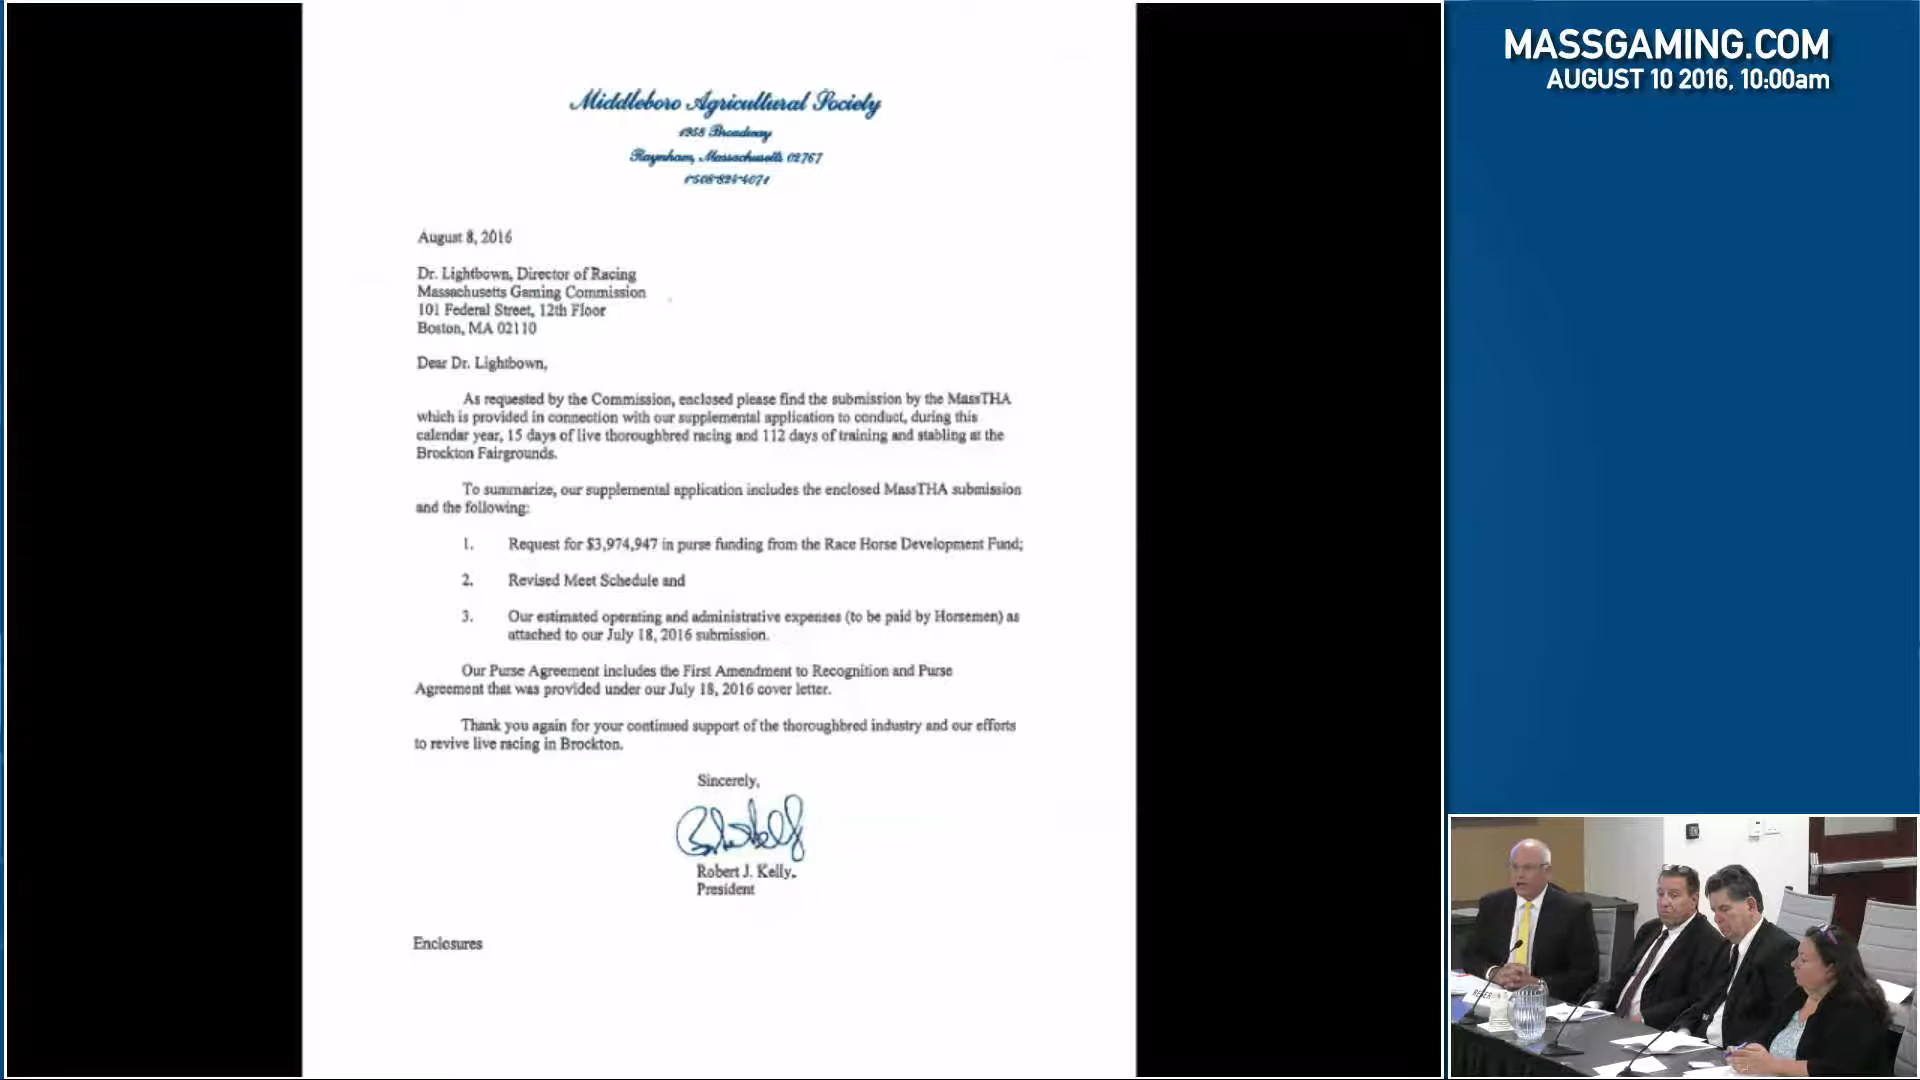 MASSGAMING.COM
AUGUST 10 2016, 10:00am
Middleboro Agricultural Society
1958 Broadway
Raynham, Massachusetts 02767
1-508-824-4071
August 8, 2016
Dr. Lightbown, Director of Racing
Massachusetts Gaming Commission
101 Federal Street, 12th Floor
Boston, MA 02110
Dear Dr. Lightbown,
As requested by the Commission, enclosed please find the submission by the MassTHA
which is provided in connection with our supplemental application to conduct, during this
calendar year, 15 days of live thoroughbred racing and 112 days of training and stabling at the
Brockton Fairgrounds.
To summarize, our supplemental application includes the enclosed MassTHA submission
and the following:
1. Request for $3,974,947 in purse funding from the Race Horse Development Fund;
2. Revised Meet Schedule and
3. Our estimated operating and administrative expenses (to be paid by Horsemen) as
attached to our July 18, 2016 submission.
Our Purse Agreement includes the First Amendment to Recognition and Purse
Agreement that was provided under our July 18, 2016 cover letter.
Thank you again for your continued support of the thoroughbred industry and our efforts
to revive live racing in Brockton.
Sincerely,
Robert J. Kelly,
President
Enclosures